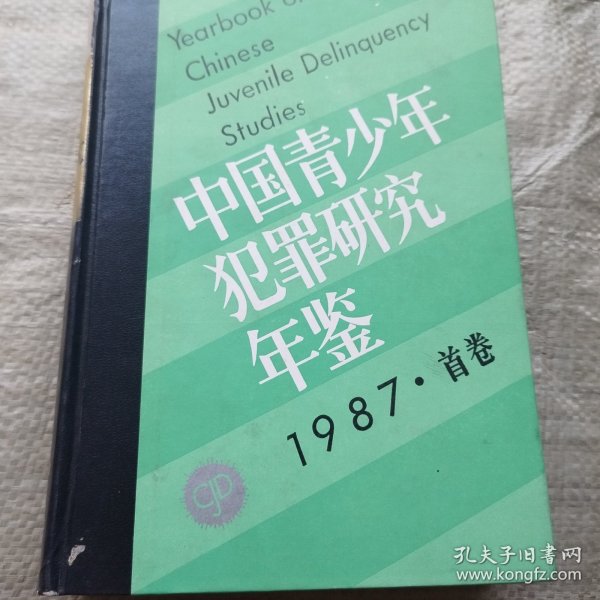 Yearbook of
Chinese
Juvenile Delinquency
Studies
中国青少年
犯罪研究
年鉴
1987·首卷
cjp
孔夫子旧书网
www.kongfz.com